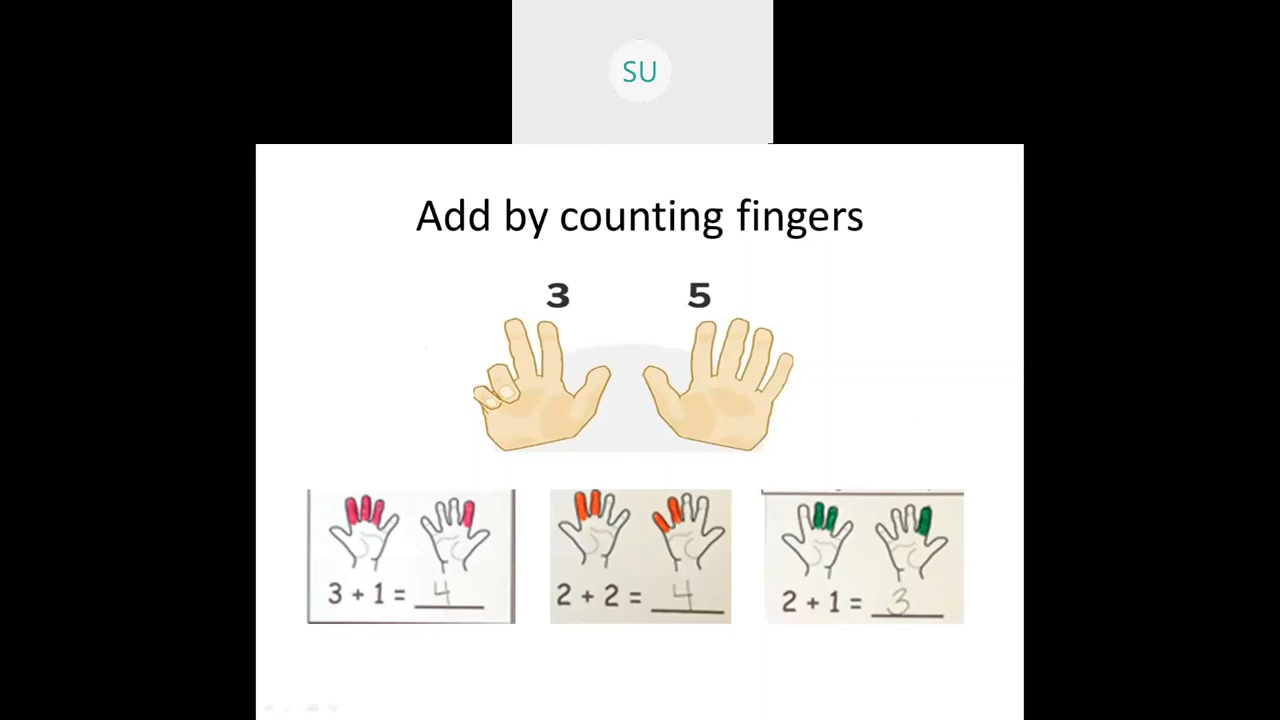 SU
Add by counting fingers
3 5
3 + 1 = 4
2 + 2 = 4
2 + 1 = 3